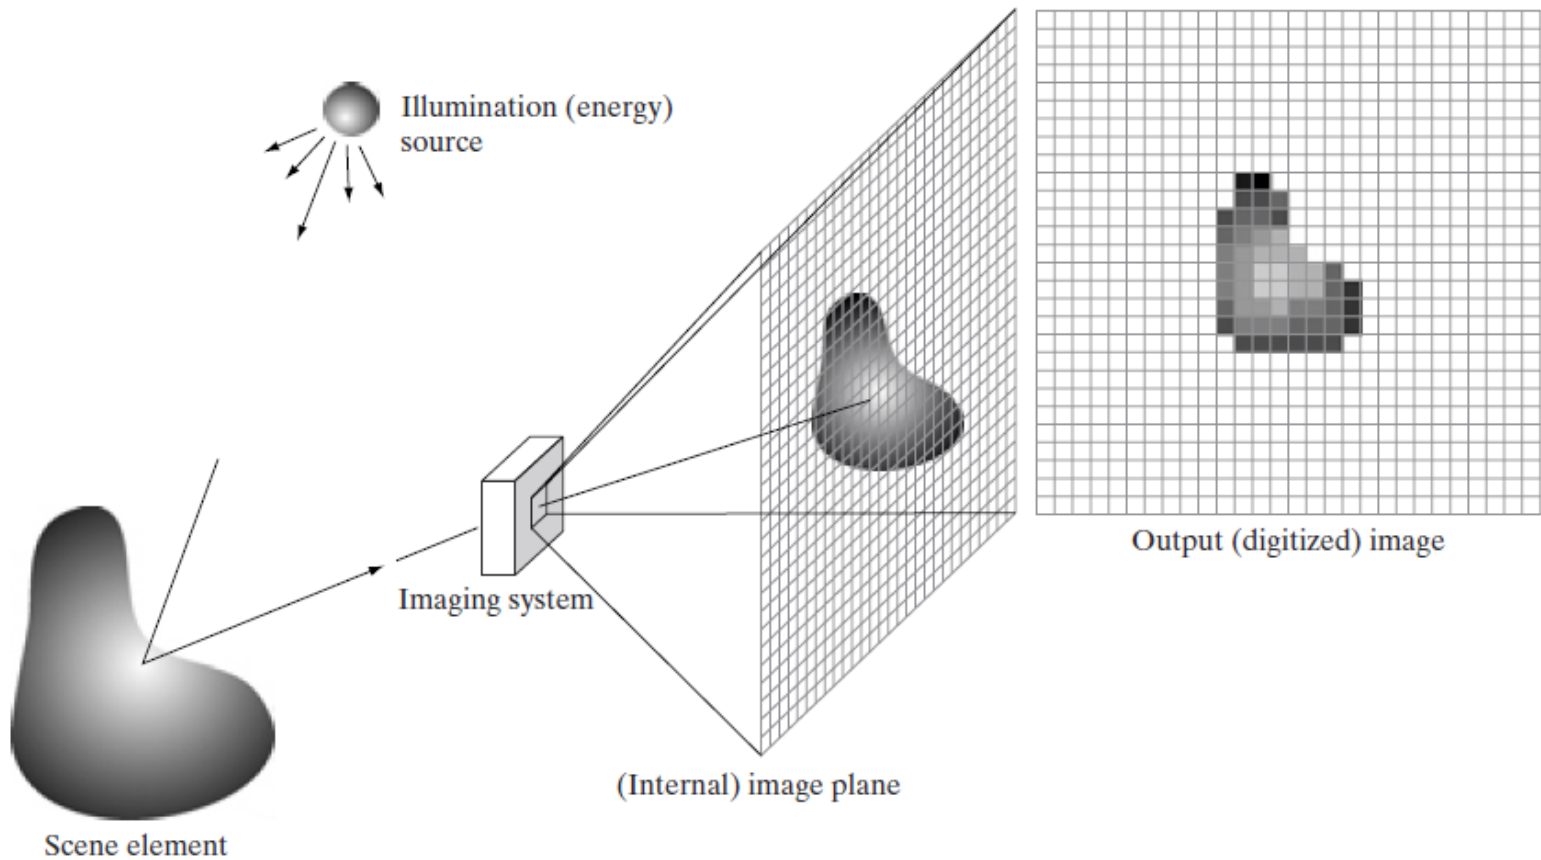 Illumination (energy)
source
Output (digitized) image
Imaging system
(Internal) image plane
Scene element